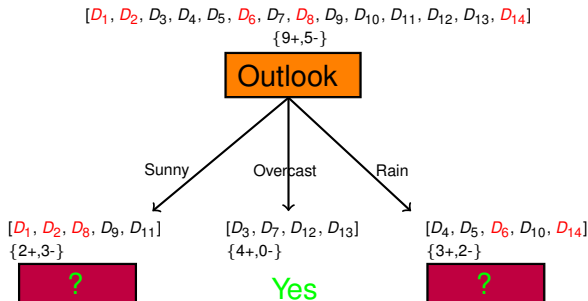 [D1, D2, D3, D4, D5, D6, D7, D8, D9, D10, D11, D12, D13, D14]
{9+,5-}
Outlook
Sunny Overcast Rain
[D1, D2, D8, D9, D11] [D3, D7, D12, D13] [D4, D5, D6, D10, D14]
{2+,3-} {4+,0-} {3+,2-}
? Yes ?